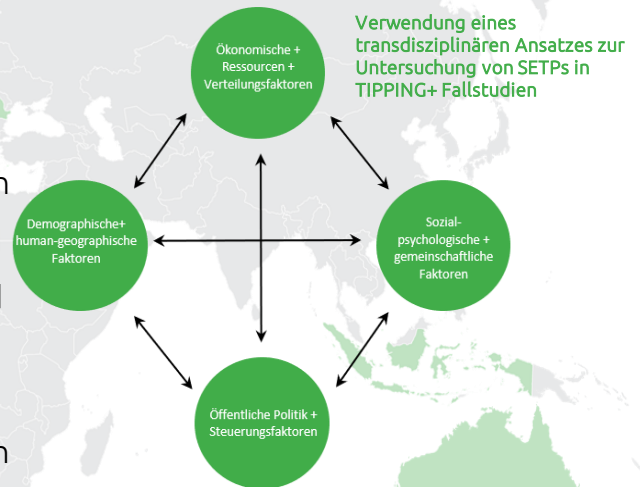 Verwendung eines
transdisziplinären Ansatzes zur
Untersuchung von SETPs in
TIPPING+ Fallstudien
Ökonomische +
Ressourcen +
Verteilungsfaktoren
Demographische+
human-geographische
Faktoren
Sozial-
psychologische +
gemeinschaftliche
Faktoren
Öffentliche Politik +
Steuerungsfaktoren